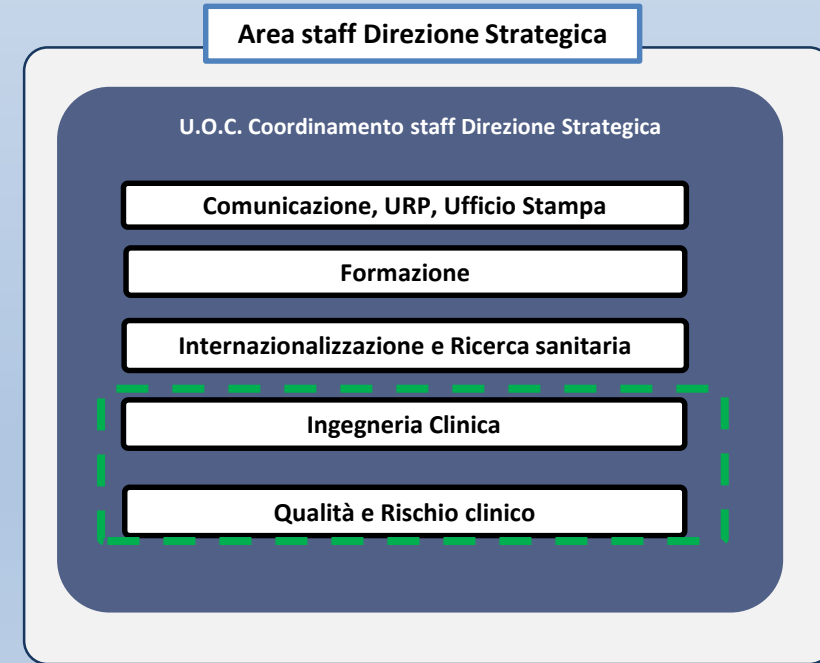 Area staff Direzione Strategica
U.O.C. Coordinamento staff Direzione Strategica
Comunicazione, URP, Ufficio Stampa
Formazione
Internazionalizzazione e Ricerca sanitaria
Ingegneria Clinica
Qualità e Rischio clinico